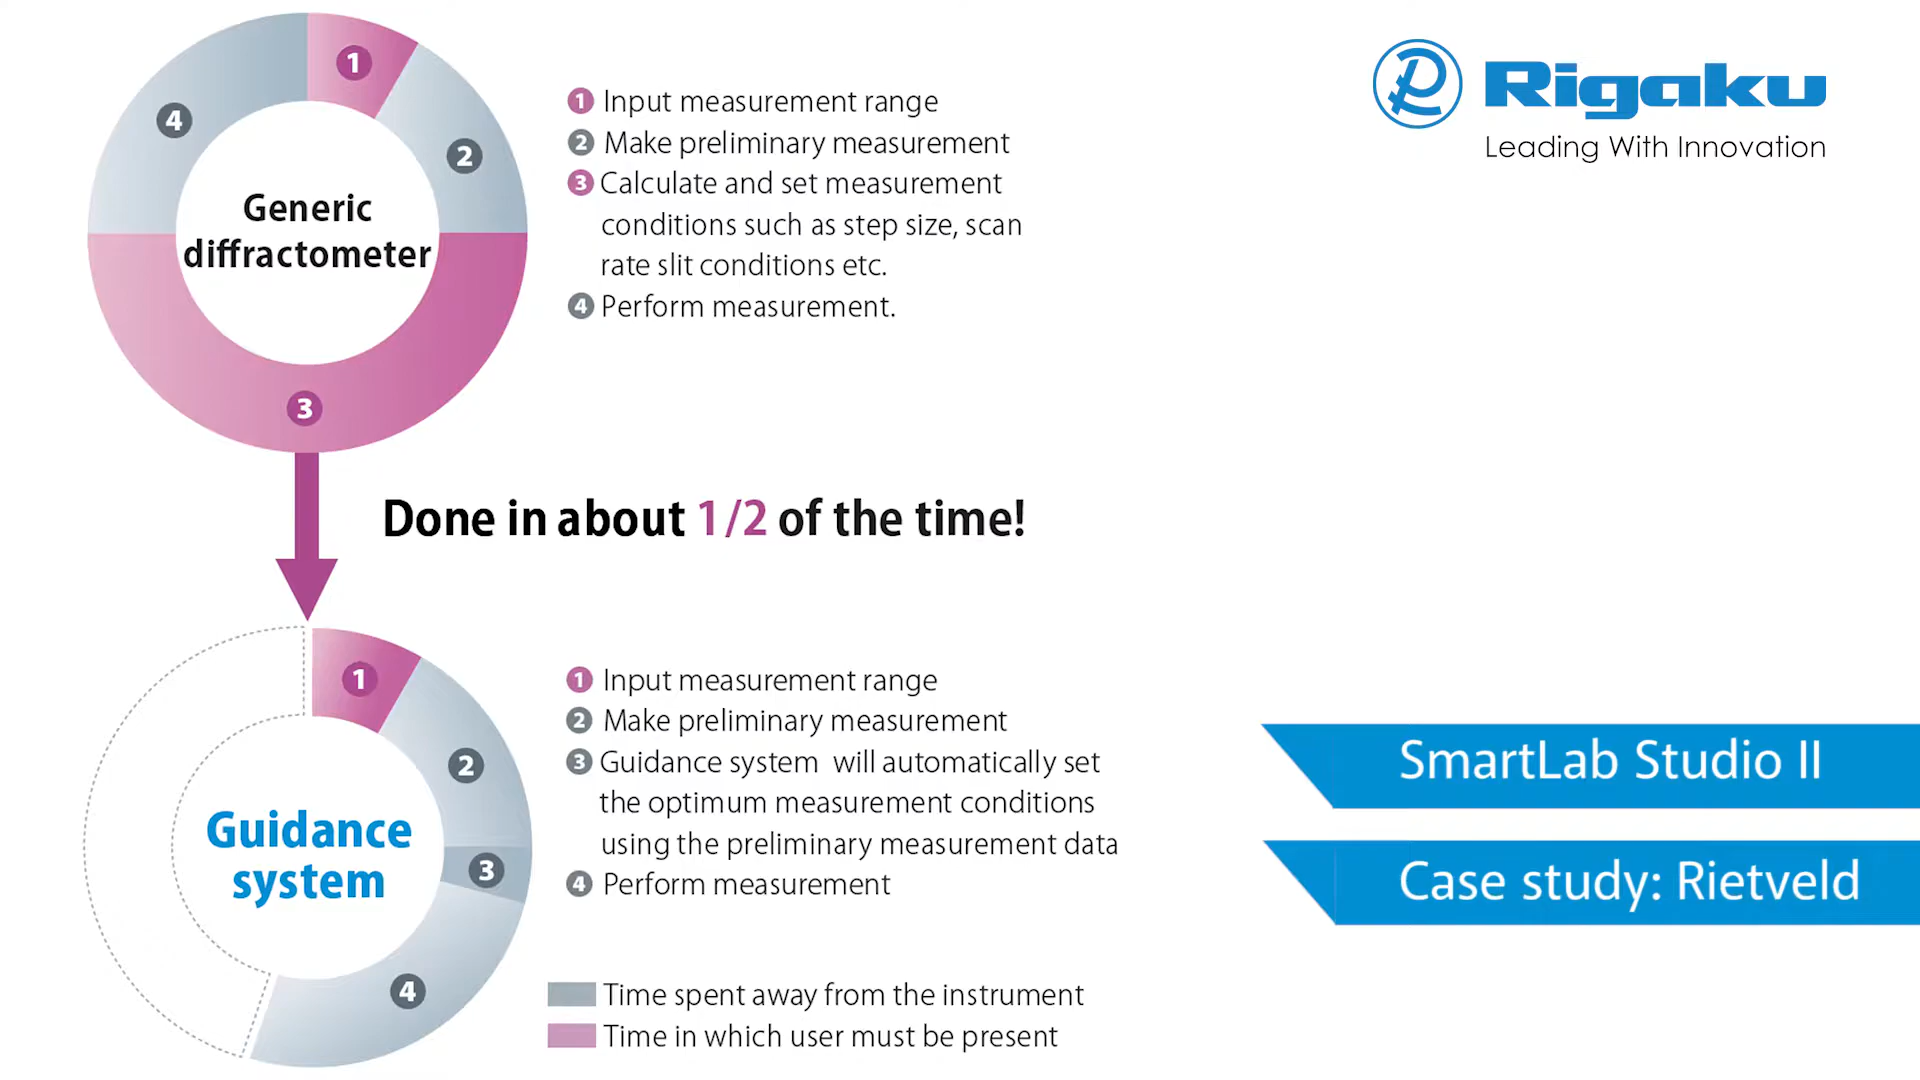 1
2
3
4
Generic
diffractometer
1 Input measurement range
2 Make preliminary measurement
3 Calculate and set measurement
conditions such as step size, scan
rate slit conditions etc.
4 Perform measurement.
Rigaku
Leading With Innovation
Done in about 1/2 of the time!
1
2
3
4
Guidance
system
1 Input measurement range
2 Make preliminary measurement
3 Guidance system will automatically set
the optimum measurement conditions
using the preliminary measurement data
4 Perform measurement
Time spent away from the instrument
Time in which user must be present
SmartLab Studio II
Case study: Rietveld